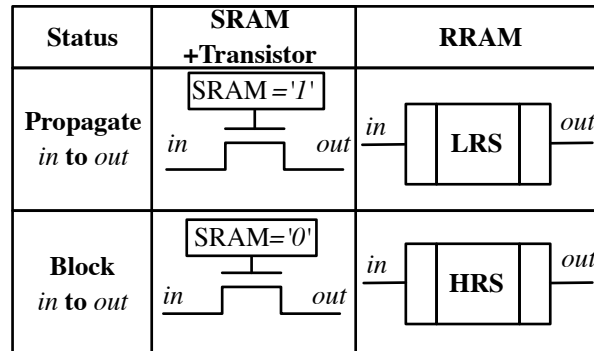 Status
SRAM
+Transistor
RRAM
Propagate
in to out
SRAM='1'
in
out
in
LRS
out
Block
in to out
SRAM='0'
in
out
in
HRS
out